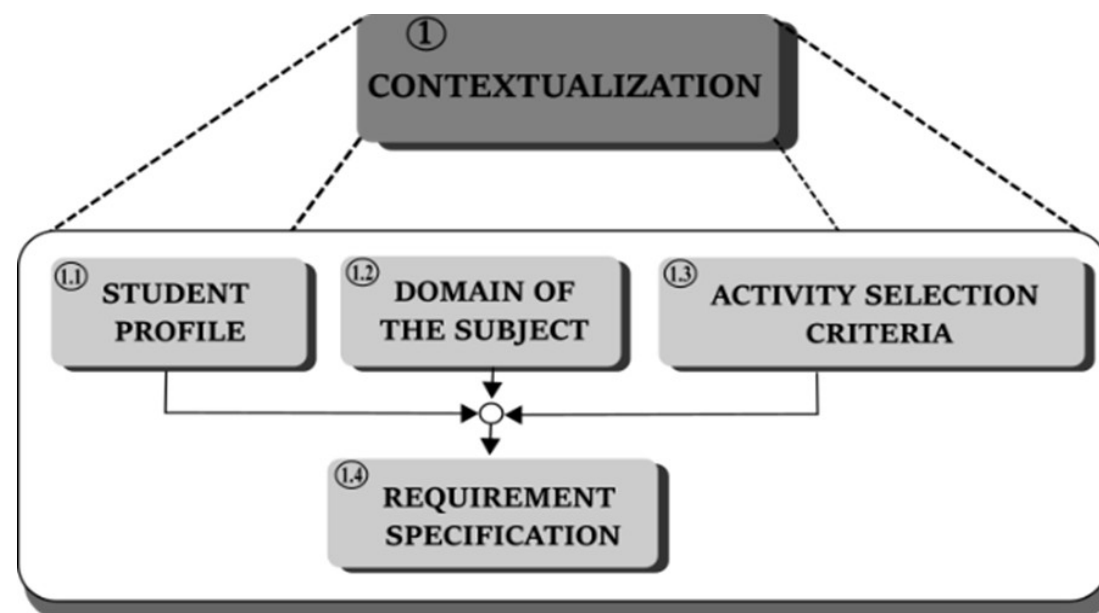 1
CONTEXTUALIZATION
1.1
STUDENT
PROFILE
1.2
DOMAIN OF
THE SUBJECT
1.3
ACTIVITY SELECTION
CRITERIA
1.4
REQUIREMENT
SPECIFICATION